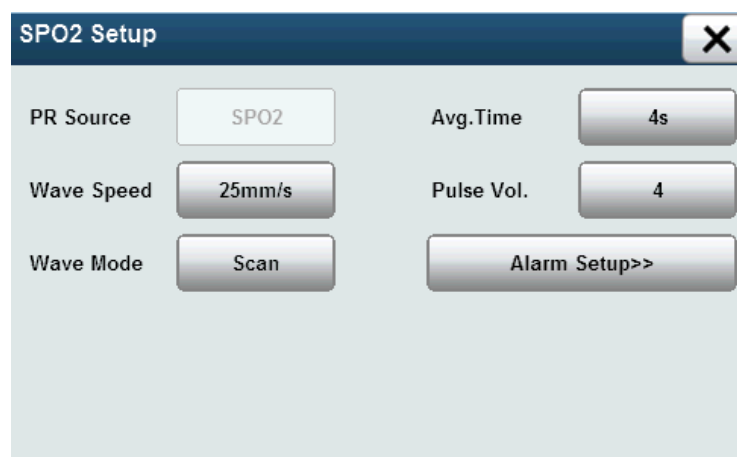 SPO2 Setup
PR Source SPO2 Avg.Time 4s
Wave Speed 25mm/s Pulse Vol. 4
Wave Mode Scan Alarm Setup>>